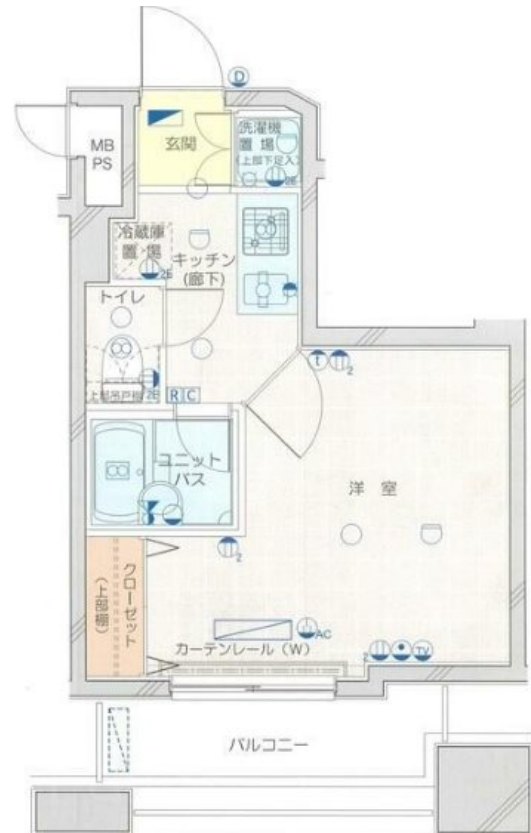 D
MB
PS
玄関
洗濯機
置場
(上部下足入)
2E
冷蔵庫
置場
2E
キッチン
(廊下)
トイレ
(上部吊戸棚)
2E
R C
t
2
ユニット
バス
洋室
2
クローゼット
(上部棚)
AC
カーテンレール(W)
2
TV
バルコニー